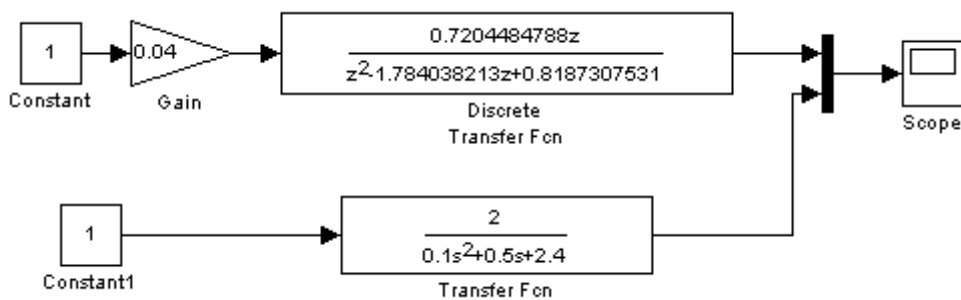 1
0.04
0.7204484788z
z²-1.784038213z+0.8187307531
Constant
Gain
Discrete
Transfer Fcn
Scope
1
2
0.1s²+0.5s+2.4
Constant1
Transfer Fcn